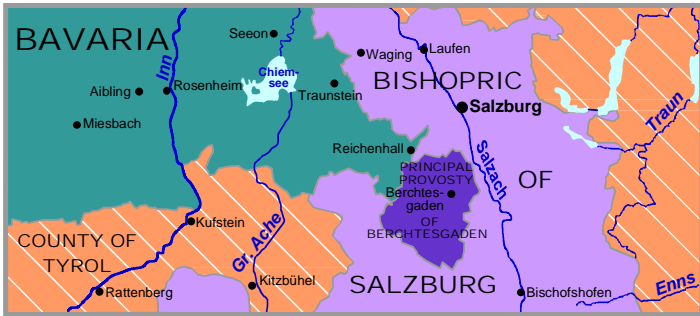 BAVARIA
Seeon
Inn
Chiem-
see
Waging
Laufen
BISHOPRIC
Aibling
Rosenheim
Traunstein
Salzburg
Traun
Miesbach
Reichenhall
Salzach
PRINCIPAL
PROVOSTY
Berchtes-
gaden
OF
BERCHTESGADEN
OF
Kufstein
COUNTY OF
TYROL
Gr. Ache
Rattenberg
Kitzbühel
SALZBURG
Bischofshofen
Enns